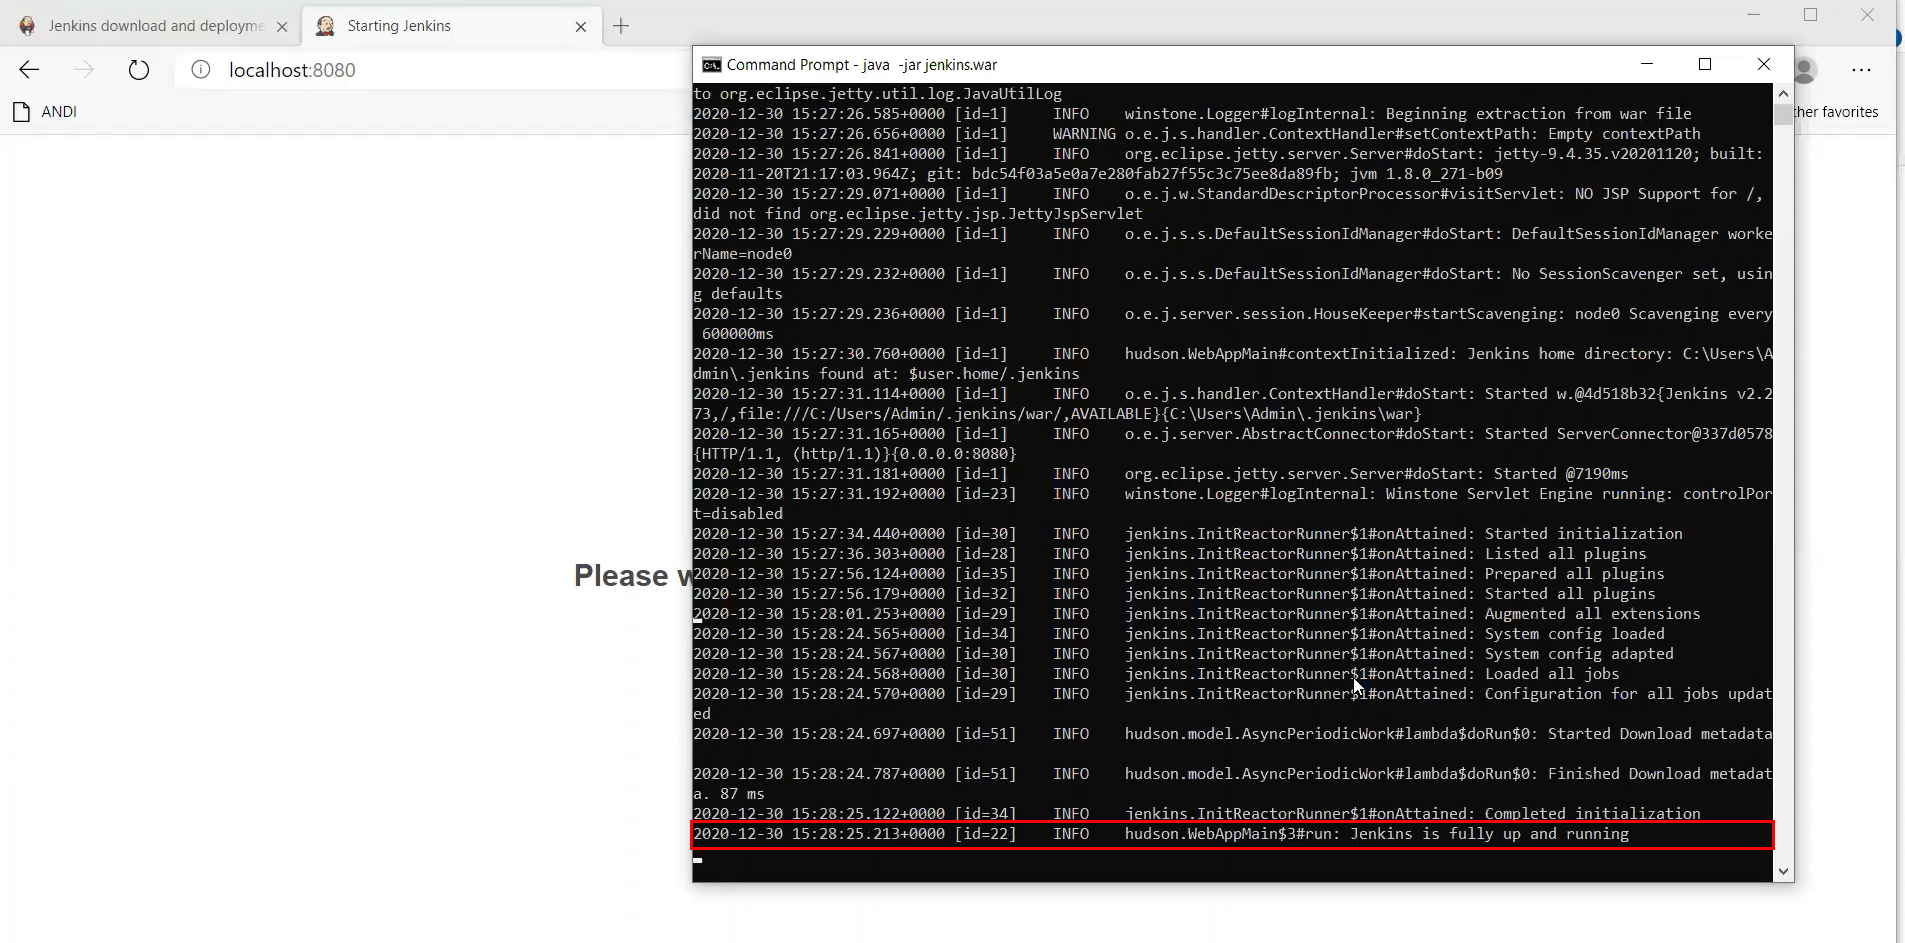 Jenkins download and deployme
Starting Jenkins
localhost:8080
ANDI
ther favorites
Please w
Command Prompt - java  -jar jenkins.war
to org.eclipse.jetty.util.log.JavaUtilLog
2020-12-30 15:27:26.585+0000 [id=1]     INFO    winstone.Logger#logInternal: Beginning extraction from war file
2020-12-30 15:27:26.656+0000 [id=1]     WARNING o.e.j.s.handler.ContextHandler#setContextPath: Empty contextPath
2020-12-30 15:27:26.841+0000 [id=1]     INFO    org.eclipse.jetty.server.Server#doStart: jetty-9.4.35.v20201120; built:
2020-11-20T21:17:03.964Z; git: bdc54f03a5e0a7e280fab27f55c3c75ee8da89fb; jvm 1.8.0_271-b09
2020-12-30 15:27:29.071+0000 [id=1]     INFO    o.e.j.w.StandardDescriptorProcessor#visitServlet: NO JSP Support for /,
did not find org.eclipse.jetty.jsp.JettyJspServlet
2020-12-30 15:27:29.229+0000 [id=1]     INFO    o.e.j.s.s.DefaultSessionIdManager#doStart: DefaultSessionIdManager worke
rName=node0
2020-12-30 15:27:29.232+0000 [id=1]     INFO    o.e.j.s.s.DefaultSessionIdManager#doStart: No SessionScavenger set, usin
g defaults
2020-12-30 15:27:29.236+0000 [id=1]     INFO    o.e.j.server.session.HouseKeeper#startScavenging: node0 Scavenging every
 600000ms
2020-12-30 15:27:30.760+0000 [id=1]     INFO    hudson.WebAppMain#contextInitialized: Jenkins home directory: C:\Users\A
dmin\.jenkins found at: $user.home/.jenkins
2020-12-30 15:27:31.114+0000 [id=1]     INFO    o.e.j.s.handler.ContextHandler#doStart: Started w.@4d518b32{Jenkins v2.2
73,/,file:///C:/Users/Admin/.jenkins/war/,AVAILABLE}{C:\Users\Admin\.jenkins\war}
2020-12-30 15:27:31.165+0000 [id=1]     INFO    o.e.j.server.AbstractConnector#doStart: Started ServerConnector@337d0578
{HTTP/1.1, (http/1.1)}{0.0.0.0:8080}
2020-12-30 15:27:31.181+0000 [id=1]     INFO    org.eclipse.jetty.server.Server#doStart: Started @7190ms
2020-12-30 15:27:31.192+0000 [id=23]    INFO    winstone.Logger#logInternal: Winstone Servlet Engine running: controlPor
t=disabled
2020-12-30 15:27:34.440+0000 [id=30]    INFO    jenkins.InitReactorRunner$1#onAttained: Started initialization
2020-12-30 15:27:36.303+0000 [id=28]    INFO    jenkins.InitReactorRunner$1#onAttained: Listed all plugins
2020-12-30 15:27:56.124+0000 [id=35]    INFO    jenkins.InitReactorRunner$1#onAttained: Prepared all plugins
2020-12-30 15:27:56.179+0000 [id=32]    INFO    jenkins.InitReactorRunner$1#onAttained: Started all plugins
2020-12-30 15:28:01.253+0000 [id=29]    INFO    jenkins.InitReactorRunner$1#onAttained: Augmented all extensions
2020-12-30 15:28:24.565+0000 [id=34]    INFO    jenkins.InitReactorRunner$1#onAttained: System config loaded
2020-12-30 15:28:24.567+0000 [id=30]    INFO    jenkins.InitReactorRunner$1#onAttained: System config adapted
2020-12-30 15:28:24.568+0000 [id=30]    INFO    jenkins.InitReactorRunner$1#onAttained: Loaded all jobs
2020-12-30 15:28:24.570+0000 [id=29]    INFO    jenkins.InitReactorRunner$1#onAttained: Configuration for all jobs updat
ed
2020-12-30 15:28:24.697+0000 [id=51]    INFO    hudson.model.AsyncPeriodicWork#lambda$doRun$0: Started Download metadata
2020-12-30 15:28:24.787+0000 [id=51]    INFO    hudson.model.AsyncPeriodicWork#lambda$doRun$0: Finished Download metadat
a. 87 ms
2020-12-30 15:28:25.122+0000 [id=34]    INFO    jenkins.InitReactorRunner$1#onAttained: Completed initialization
2020-12-30 15:28:25.213+0000 [id=22]    INFO    hudson.WebAppMain$3#run: Jenkins is fully up and running